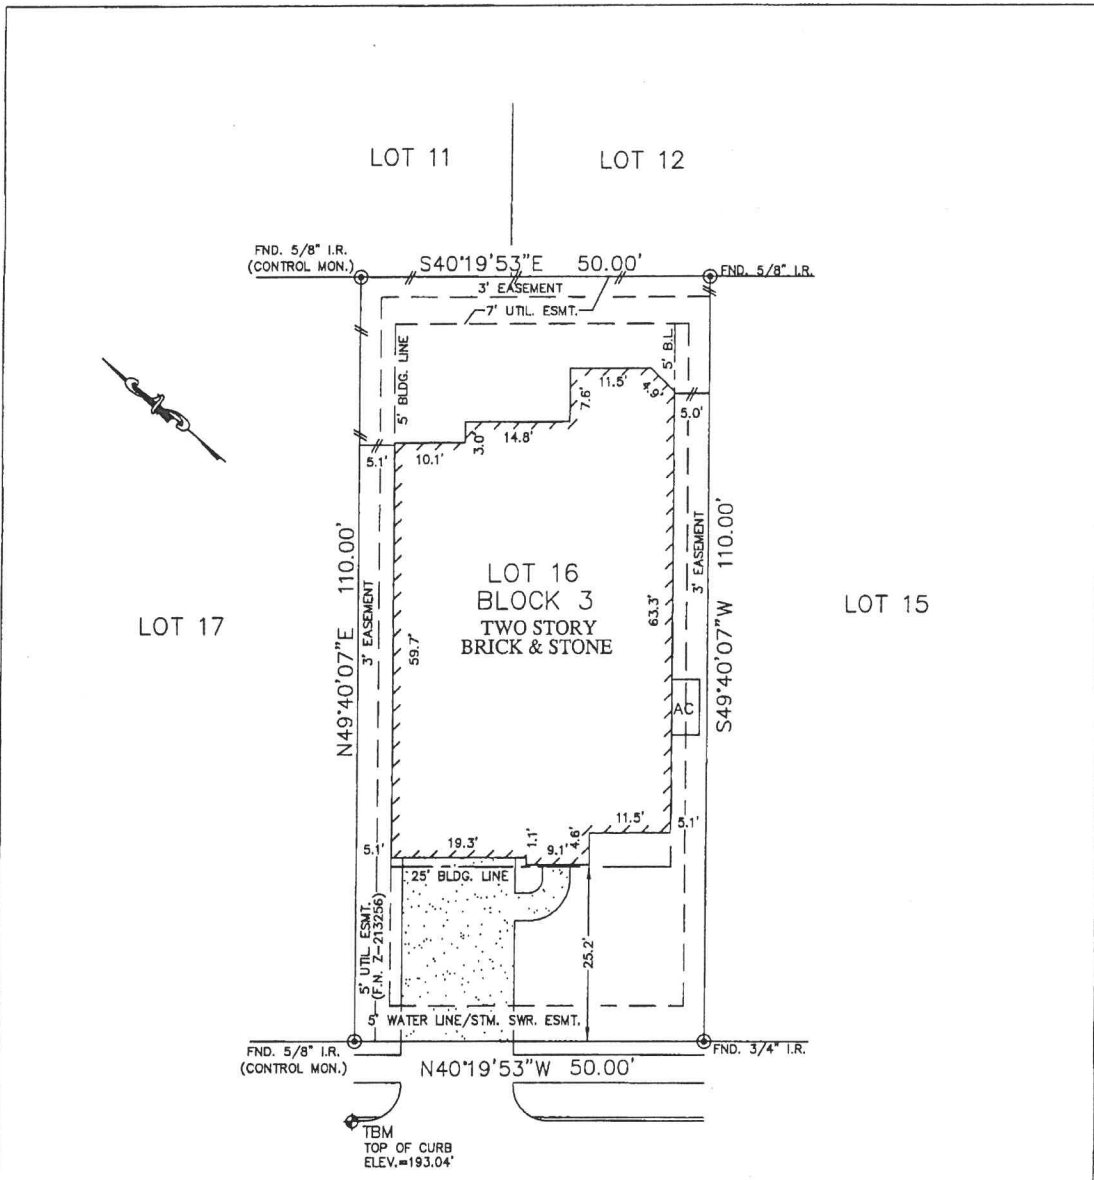 LOT 11
LOT 12
FND. 5/8" I.R.
(CONTROL MON.)
S40°19'53"E 50.00'
FND. 5/8" I.R.
3' EASEMENT
7' UTIL. ESMT.
5' BLDG. LINE
5' B.L.
11.5'
4.9'
7.6'
5.0'
14.8'
3.0'
10.1'
5.1'
N49°40'07"E 110.00'
3' EASEMENT
59.7'
LOT 17
LOT 16
BLOCK 3
TWO STORY
BRICK & STONE
63.3'
3' EASEMENT
S49°40'07"W 110.00'
LOT 15
AC
11.5'
5.1'
19.3'
1.1'
9.1'
4.6'
5.1'
25' BLDG. LINE
5' UTIL. ESMT.
(F.N. Z-213256)
25.2'
5' WATER LINE/STM. SWR. ESMT.
FND. 5/8" I.R.
(CONTROL MON.)
N40°19'53"W 50.00'
FND. 3/4" I.R.
TBM
TOP OF CURB
ELEV.=193.04'